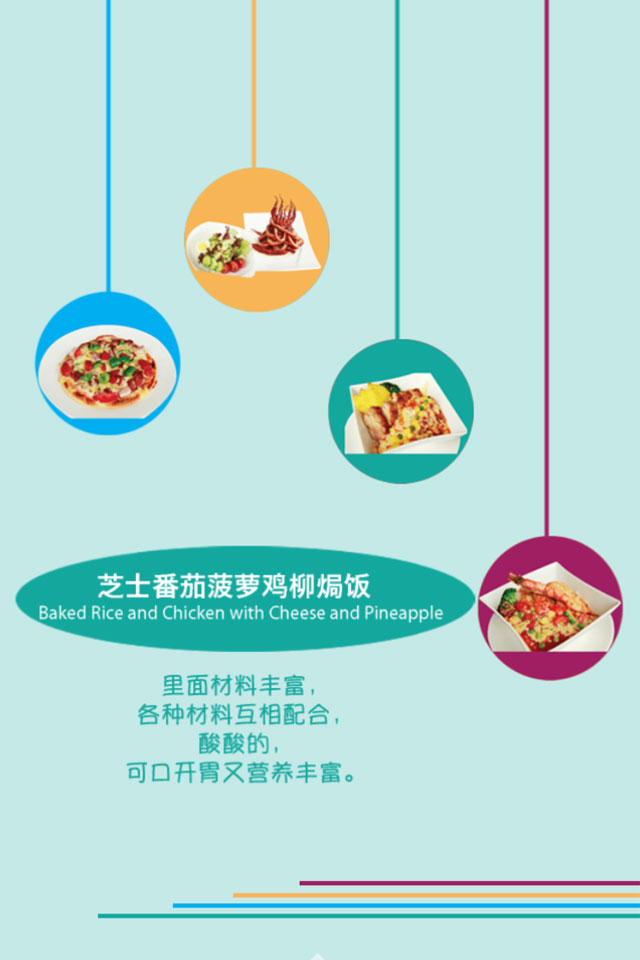 芝士番茄菠萝鸡柳焗饭
Baked Rice and Chicken with Cheese and Pineapple
里面材料丰富，
各种材料互相配合，
酸酸的，
可口开胃又营养丰富。